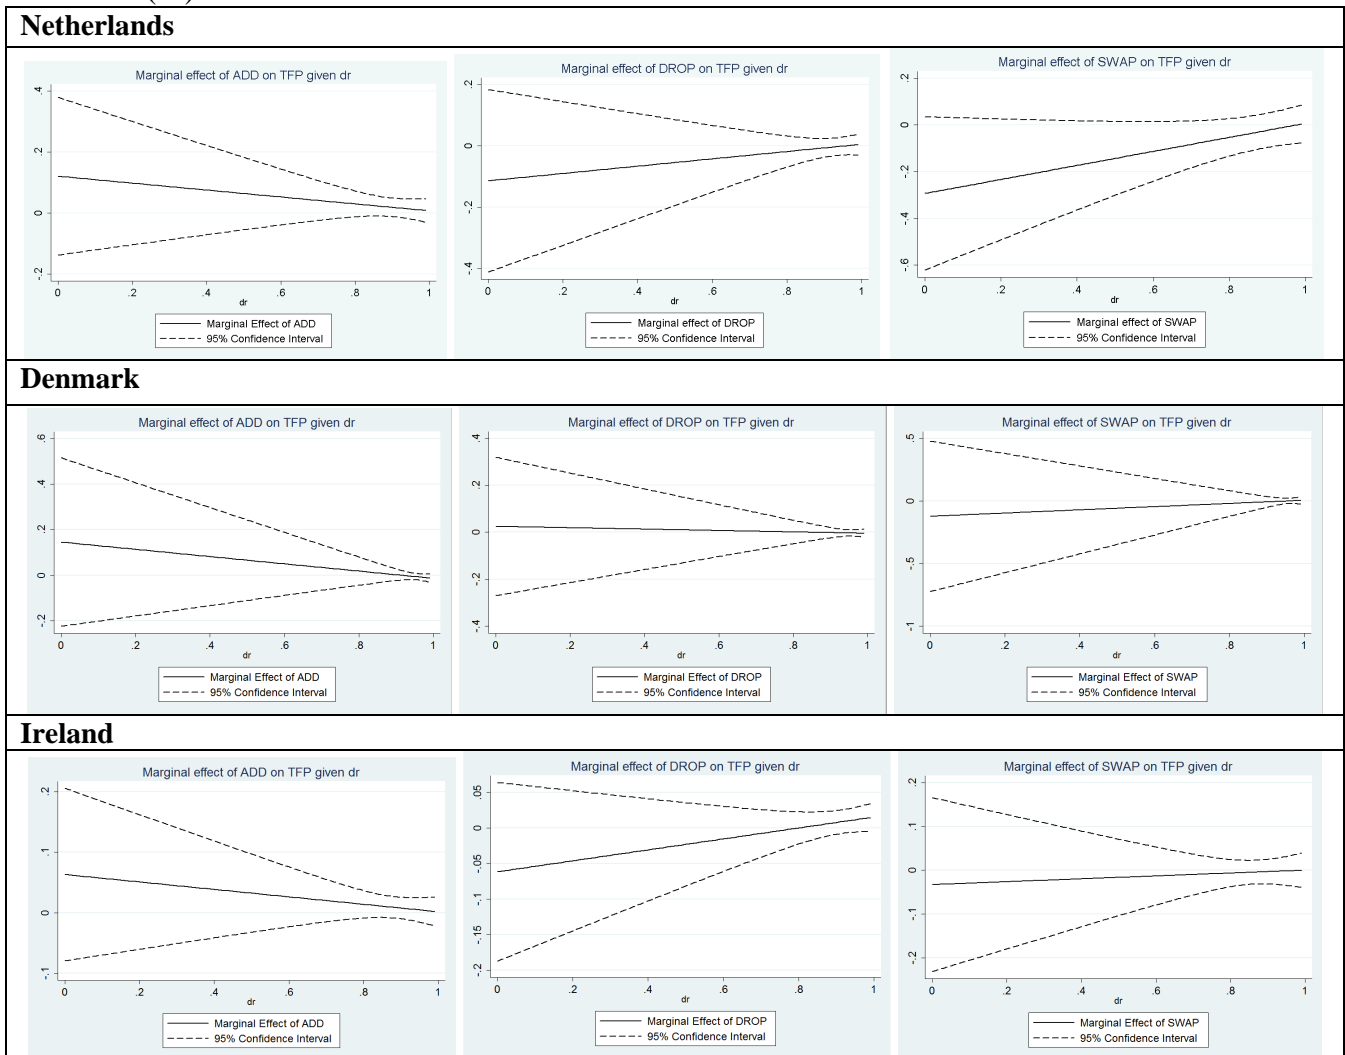 Netherlands
Marginal effect of ADD on TFP given dr
.4
.2
0
-.2
0 .2 .4 .6 .8 1
dr
Marginal Effect of ADD
95% Confidence Interval
Marginal effect of DROP on TFP given dr
.2
0
-.2
-.4
0 .2 .4 .6 .8 1
dr
Marginal effect of DROP
95% Confidence Interval
Marginal effect of SWAP on TFP given dr
.2
0
-.2
-.4
-.6
0 .2 .4 .6 .8 1
dr
Marginal effect of SWAP
95% Confidence Interval
Denmark
Marginal effect of ADD on TFP given dr
.6
.4
.2
0
-.2
0 .2 .4 .6 .8 1
dr
Marginal Effect of ADD
95% Confidence Interval
Marginal effect of DROP on TFP given dr
.4
.2
0
-.2
-.4
0 .2 .4 .6 .8 1
dr
Marginal Effect of DROP
95% Confidence Interval
Marginal effect of SWAP on TFP given dr
.5
0
-.5
-1
0 .2 .4 .6 .8 1
dr
Marginal Effect of SWAP
95% Confidence Interval
Ireland
Marginal effect of ADD on TFP given dr
.2
.1
0
-.1
0 .2 .4 .6 .8 1
dr
Marginal Effect of ADD
95% Confidence Interval
Marginal effect of DROP on TFP given dr
.05
0
-.05
-.1
-.15
-.2
0 .2 .4 .6 .8 1
dr
Marginal Effect of DROP
95% Confidence Interval
Marginal effect of SWAP on TFP given dr
.2
.1
0
-.1
-.2
0 .2 .4 .6 .8 1
dr
Marginal Effect of SWAP
95% Confidence Interval